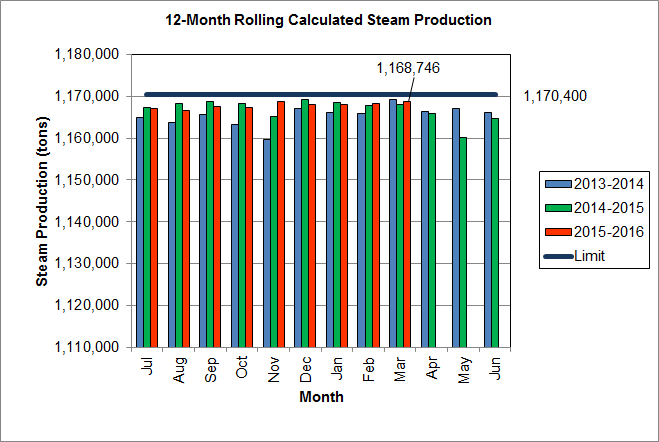 12-Month Rolling Calculated Steam Production
1,180,000
1,170,000
1,160,000
1,150,000
1,140,000
1,130,000
1,120,000
1,110,000
Steam Production (tons)
1,168,746
1,170,400
2013-2014
2014-2015
2015-2016
Limit
Jul Aug Sep Oct Nov Dec Jan Feb Mar Apr May Jun
Month